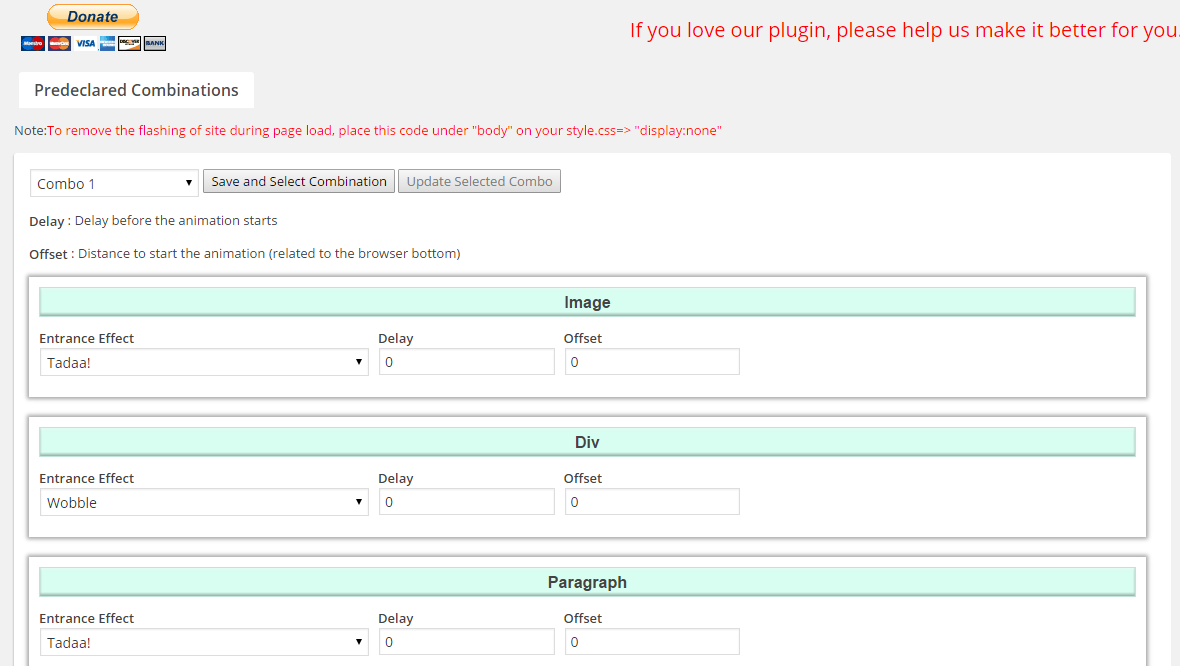 Donate
Maestro MasterCard VISA DISCOVER BANK
If you love our plugin, please help us make it better for you.
Predeclared Combinations
Note:To remove the flashing of site during page load, place this code under "body" on your style.css=> "display:none"
Combo 1 Save and Select Combination Update Selected Combo
Delay : Delay before the animation starts
Offset : Distance to start the animation (related to the browser bottom)
Image
Entrance Effect Delay Offset
Tadaa! 0 0
Div
Entrance Effect Delay Offset
Wobble 0 0
Paragraph
Entrance Effect Delay Offset
Tadaa! 0 0